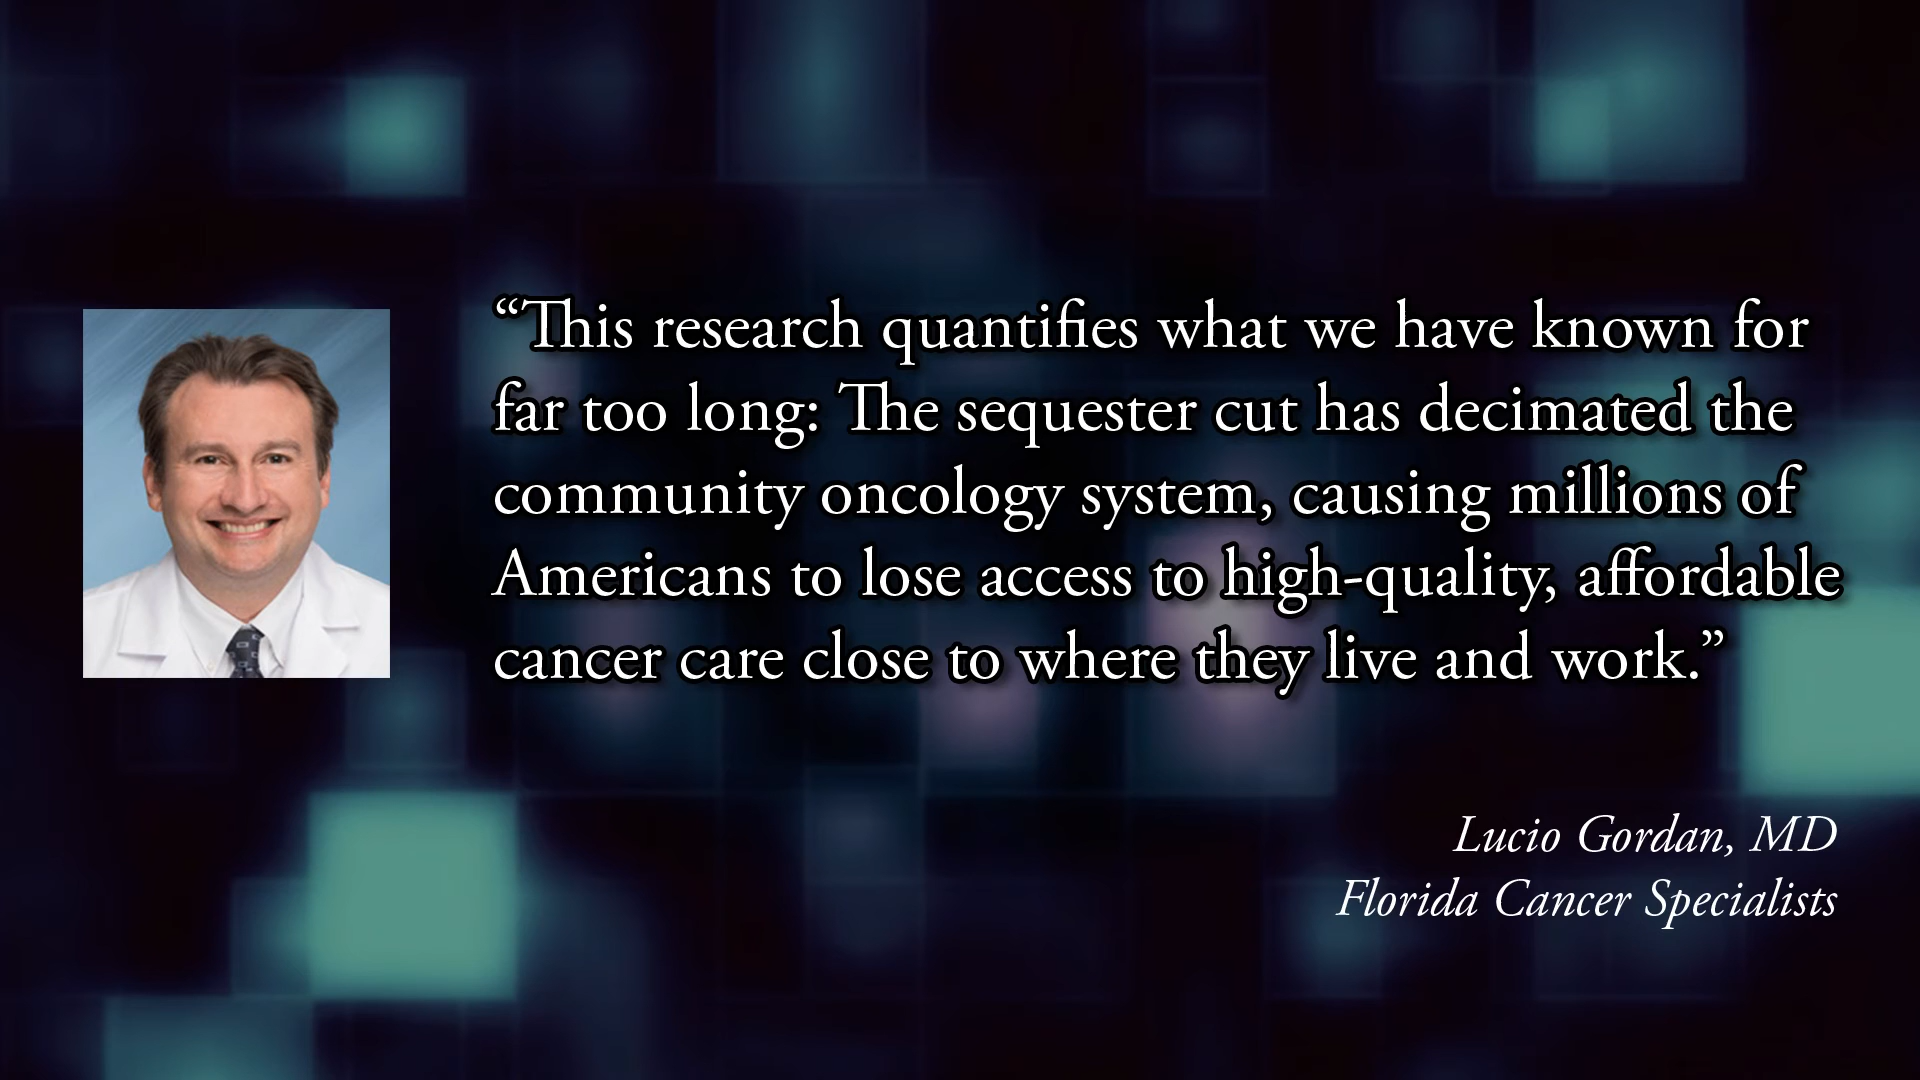 “This research quantifies what we have known for
far too long: The sequester cut has decimated the
community oncology system, causing millions of
Americans to lose access to high-quality, affordable
cancer care close to where they live and work.”
Lucio Gordan, MD
Florida Cancer Specialists